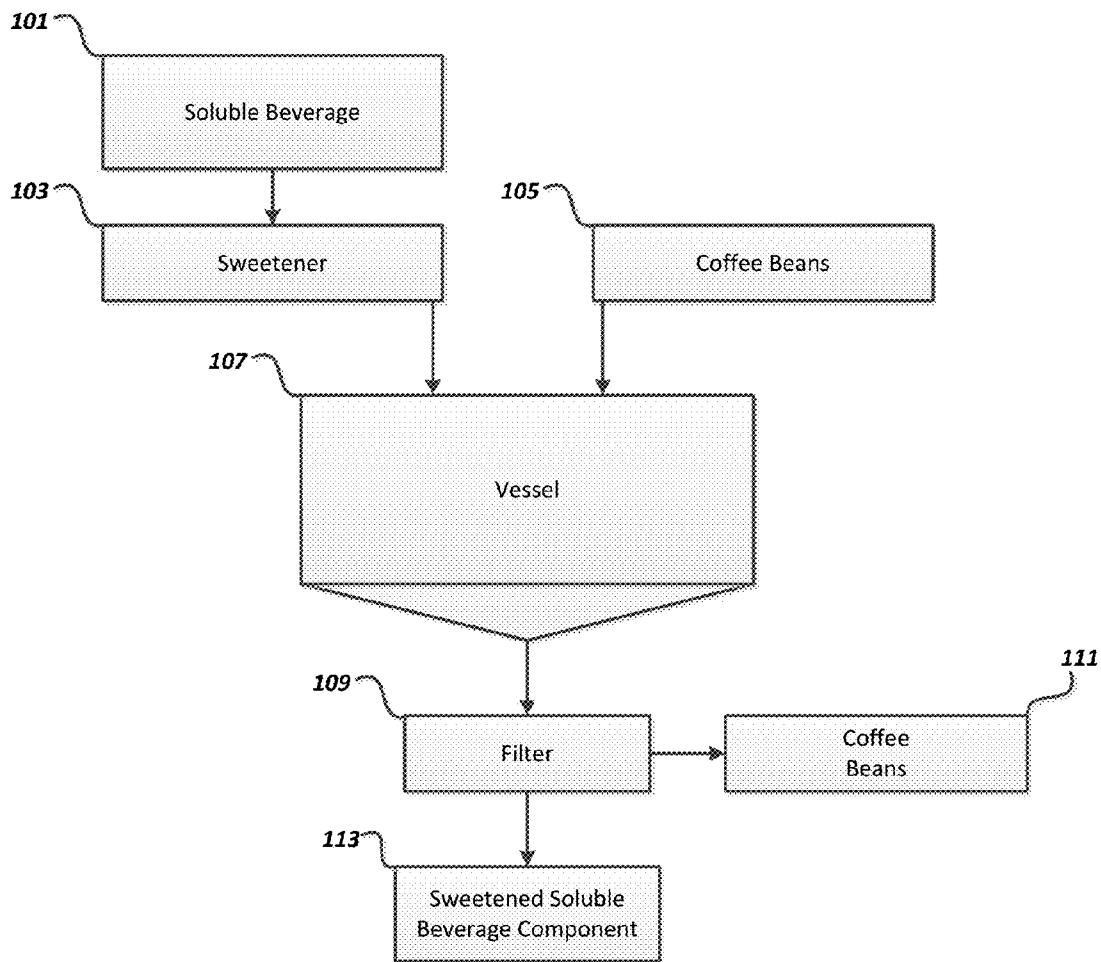 101
Soluble Beverage
103
Sweetener
105
Coffee Beans
107
Vessel
109
Filter
111
Coffee
Beans
113
Sweetened Soluble
Beverage Component